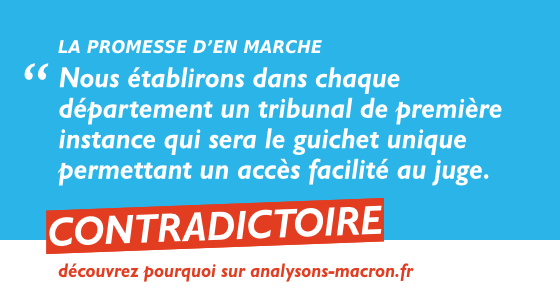 LA PROMESSE D’EN MARCHE
“ Nous établirons dans chaque
département un tribunal de première
instance qui sera le guichet unique
permettant un accès facilité au juge.
CONTRADICTOIRE
découvrez pourquoi sur analysons-macron.fr